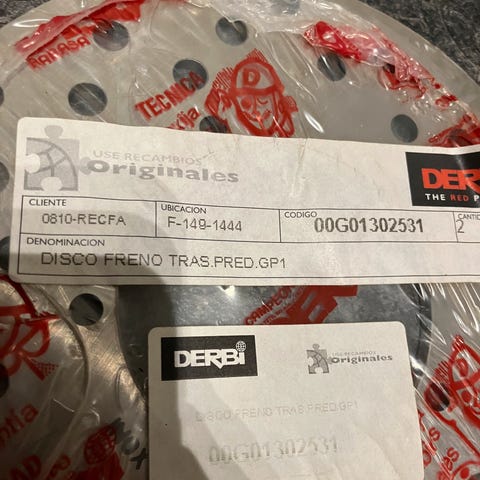 TECNICA
USE RECAMBIOS
Originales
DERBI
THE RED
CLIENTE
0810-RECFA
UBICACION
F-149-1444
CODIGO
00G01302531
2
DENOMINACION
DISCO FRENO TRAS.PRED.GP1
DERBi
USE RECAMBIOS
Originales
DISCO FRENO TRAS.PRED.GP1
00G01302531